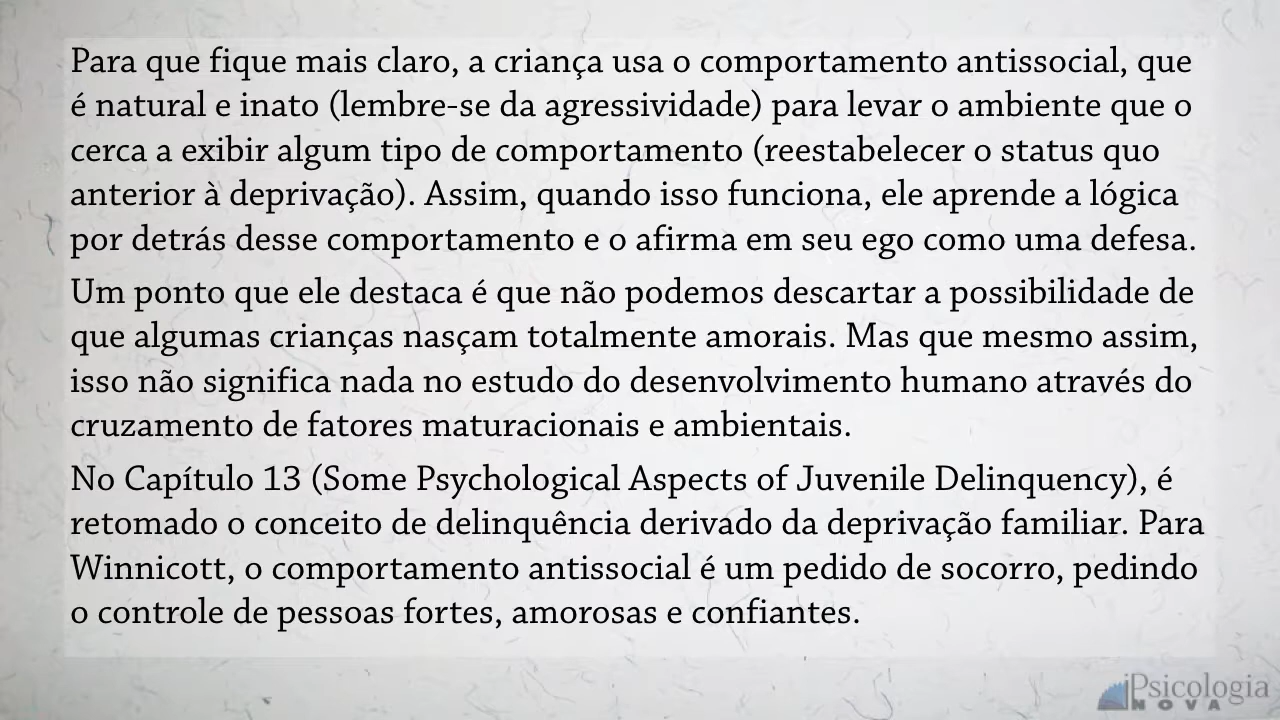 Para que fique mais claro, a criança usa o comportamento antissocial, que
é natural e inato (lembre-se da agressividade) para levar o ambiente que o
cerca a exibir algum tipo de comportamento (reestabelecer o status quo
anterior à deprivação). Assim, quando isso funciona, ele aprende a lógica
por detrás desse comportamento e o afirma em seu ego como uma defesa.
Um ponto que ele destaca é que não podemos descartar a possibilidade de
que algumas crianças nasçam totalmente amorais. Mas que mesmo assim,
isso não significa nada no estudo do desenvolvimento humano através do
cruzamento de fatores maturacionais e ambientais.
No Capítulo 13 (Some Psychological Aspects of Juvenile Delinquency), é
retomado o conceito de delinquência derivado da deprivação familiar. Para
Winnicott, o comportamento antissocial é um pedido de socorro, pedindo
o controle de pessoas fortes, amorosas e confiantes.
Psicologia
NOVA